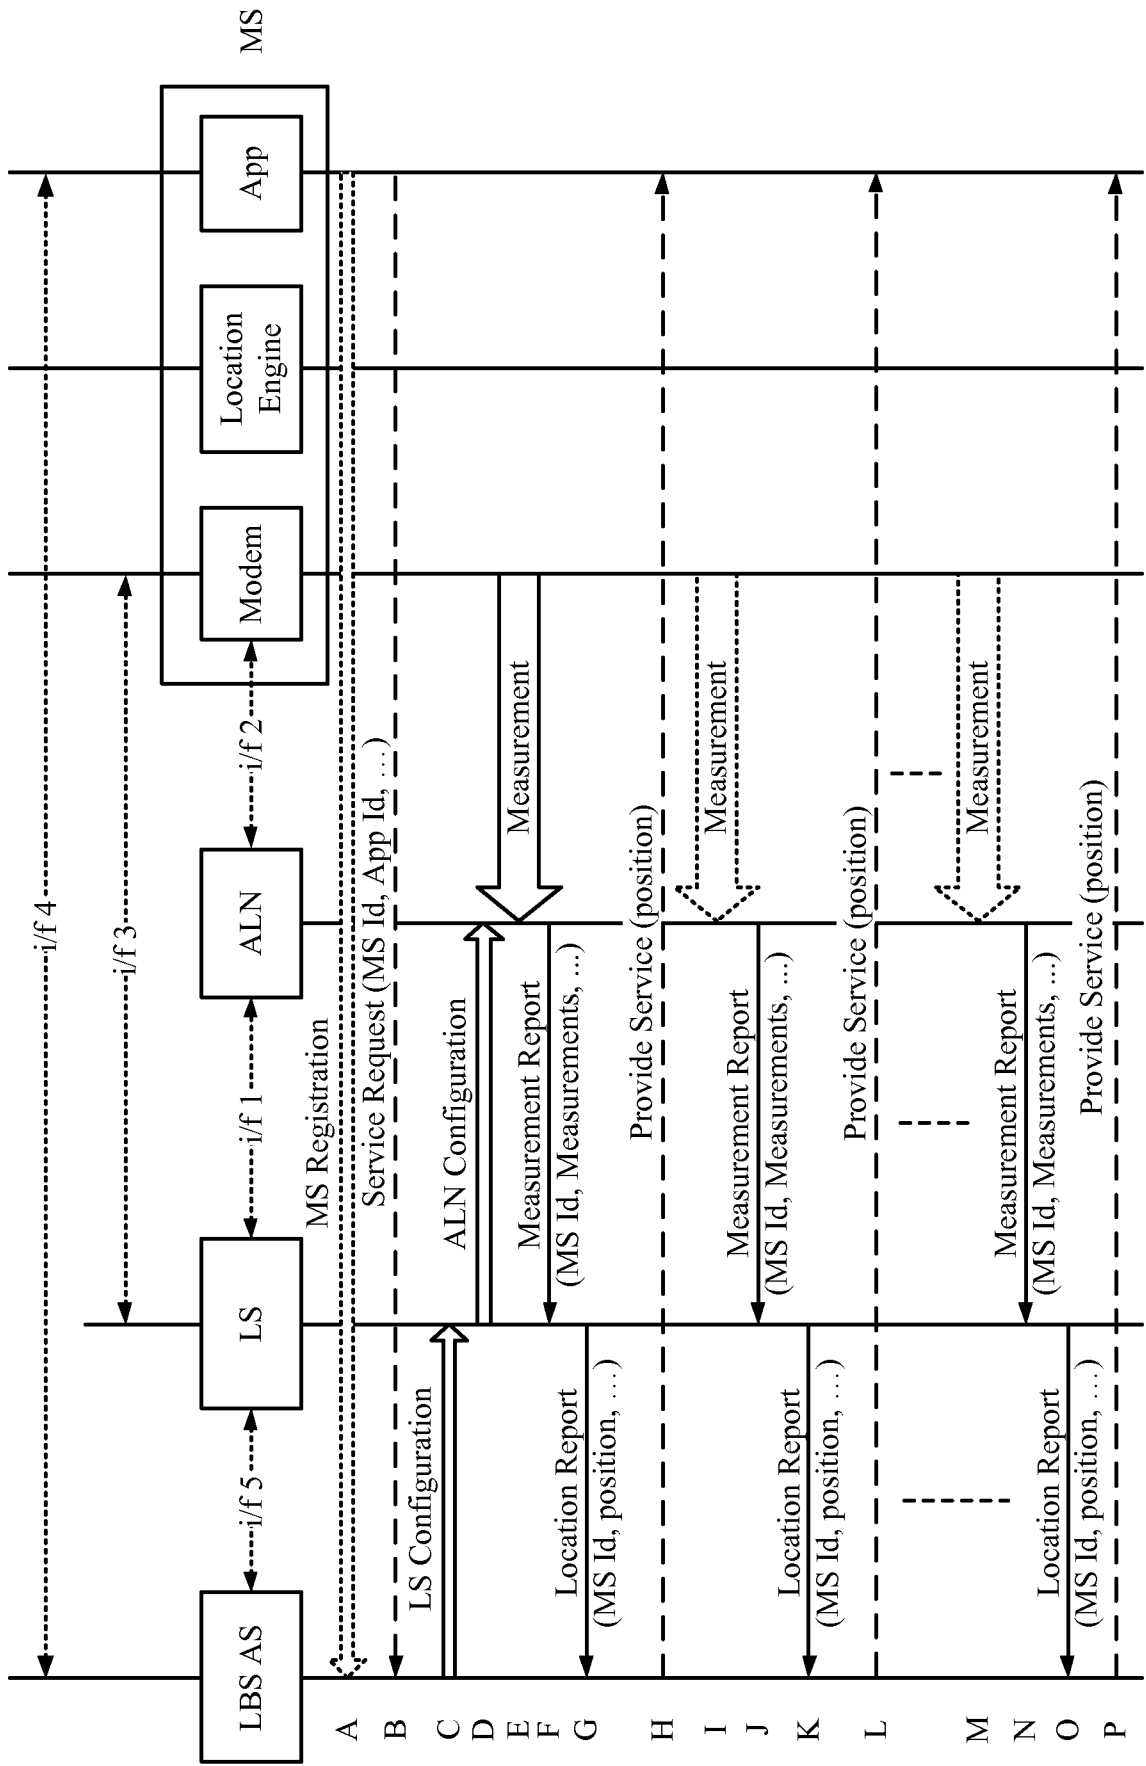 MS
LBS AS
i/f 5
LS
i/f 1
ALN
i/f 2
Modem
Location
Engine
App
i/f 4
i/f 3
A
MS Registration
B
Service Request (MS Id, App Id, …)
C
LS Configuration
D
ALN Configuration
E
Measurement
F
Measurement Report
(MS Id, Measurements, ...)
G
Location Report
(MS Id, position, …)
H
Provide Service (position)
I
Measurement
J
Measurement Report
(MS Id, Measurements, ...)
K
Location Report
(MS Id, position, …)
L
Provide Service (position)
M
Measurement
N
Measurement Report
(MS Id, Measurements, ...)
O
Location Report
(MS Id, position, …)
P
Provide Service (position)